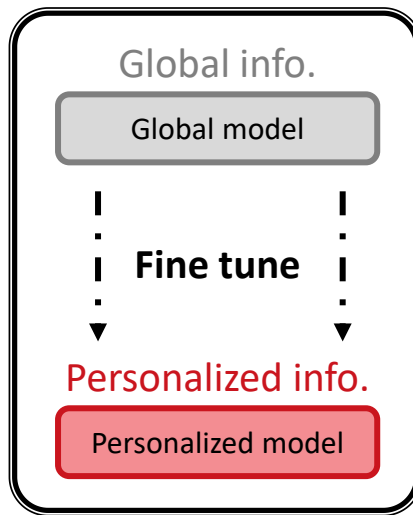 Global info.
Global model
Fine tune
Personalized info.
Personalized model